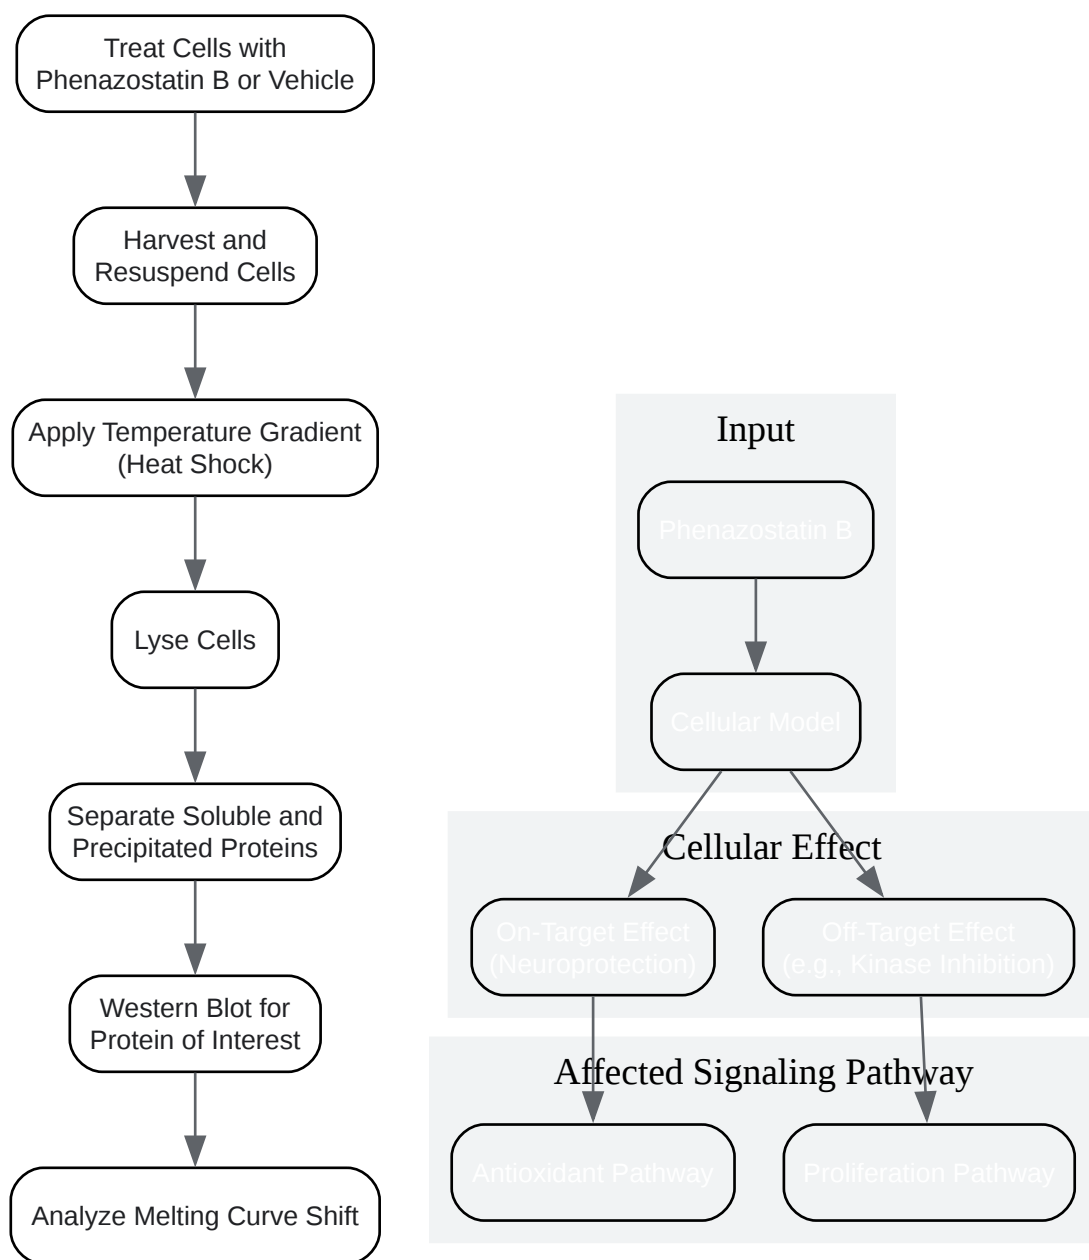 Treat Cells with
Phenazostatin B or Vehicle
Harvest and
Resuspend Cells
Apply Temperature Gradient
(Heat Shock)
Lyse Cells
Separate Soluble and
Precipitated Proteins
Western Blot for
Protein of Interest
Analyze Melting Curve Shift
Input
Phenazostatin B
Cellular Model
Cellular Effect
On-Target Effect
(Neuroprotection)
Off-Target Effect
(e.g., Kinase Inhibition)
Affected Signaling Pathway
Antioxidant Pathway
Proliferation Pathway